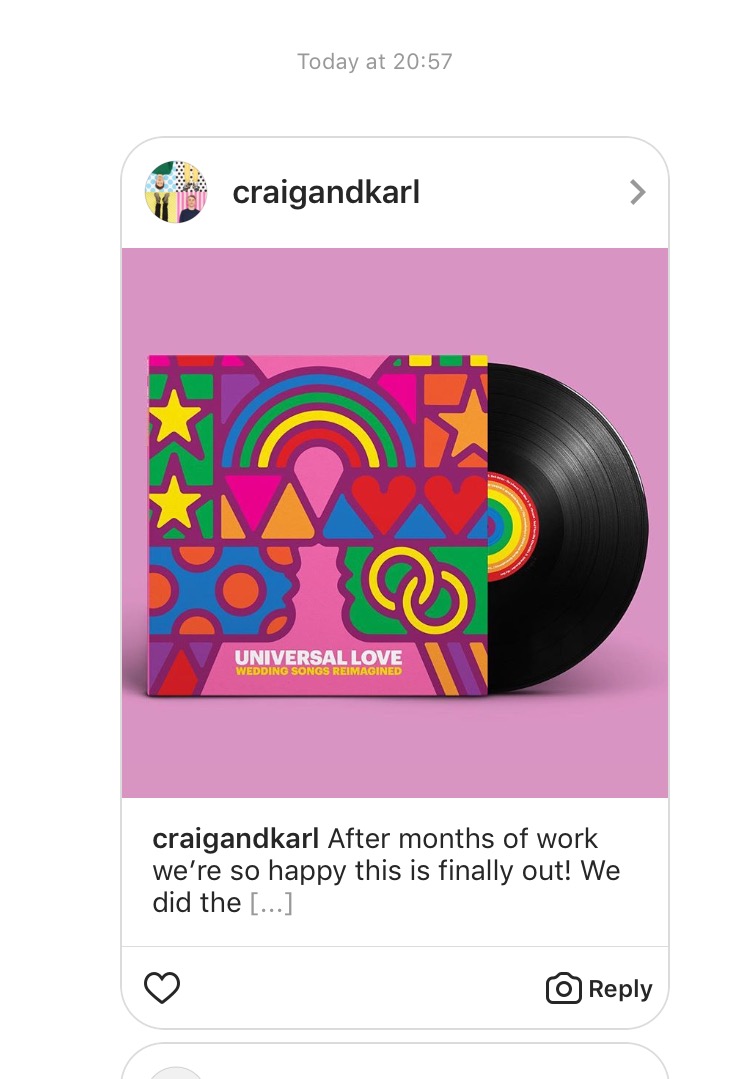 Today at 20:57
craigandkarl
UNIVERSAL LOVE
WEDDING SONGS REIMAGINED
craigandkarl After months of work
we’re so happy this is finally out! We
did the [...]
Reply